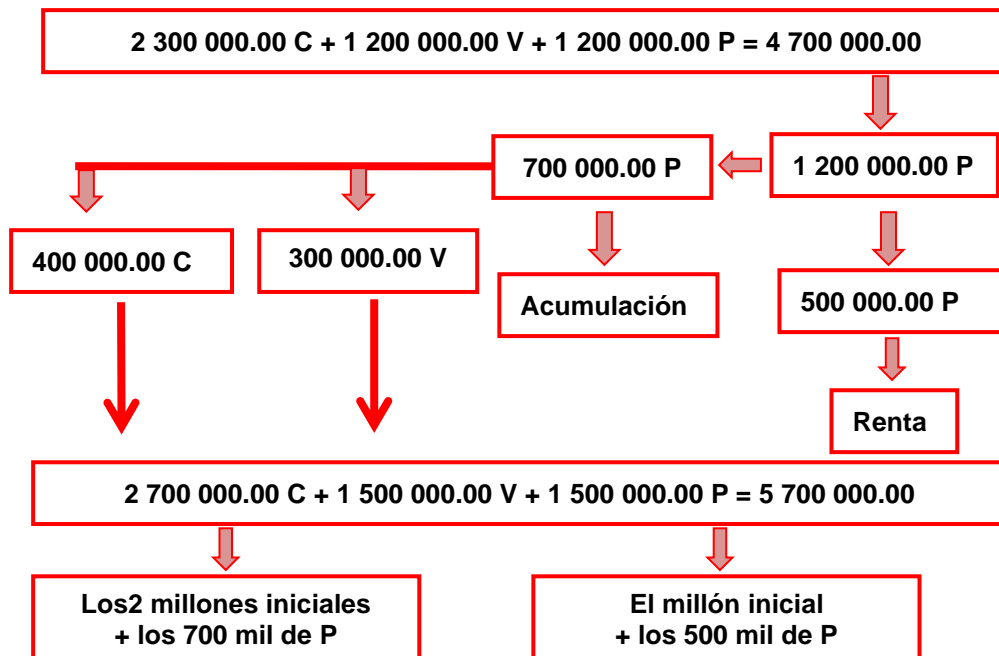 2 300 000.00 C + 1 200 000.00 V + 1 200 000.00 P = 4 700 000.00
700 000.00 P
1 200 000.00 P
400 000.00 C
300 000.00 V
Acumulación
500 000.00 P
Renta
2 700 000.00 C + 1 500 000.00 V + 1 500 000.00 P = 5 700 000.00
Los2 millones iniciales
+ los 700 mil de P
El millón inicial
+ los 500 mil de P